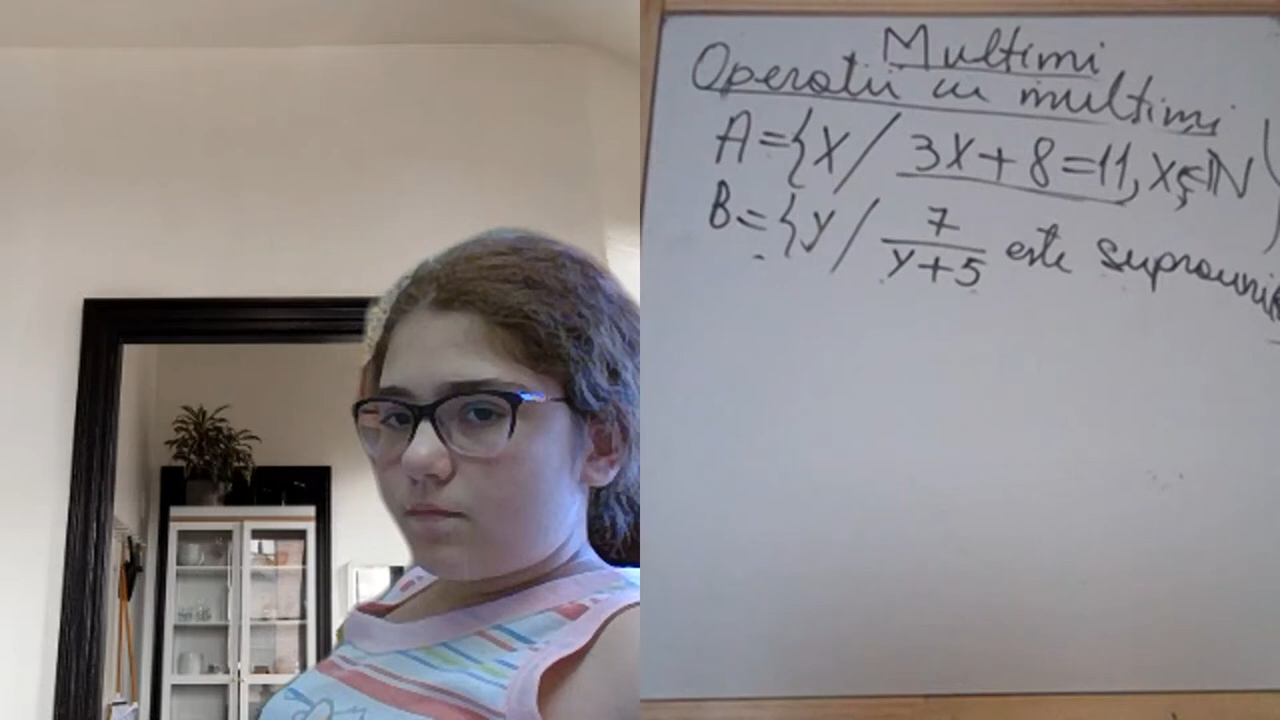 Multimi
Operatii cu multimi
A={x/ 3x+8=11, x∈ℕ
B={y/ 7/y+5 este supraunit